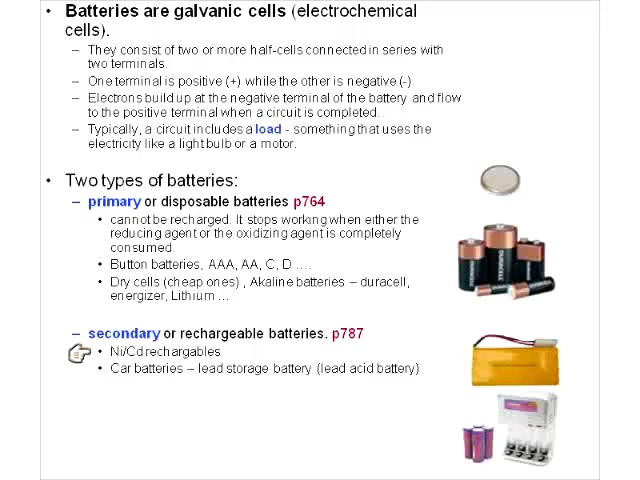 • Batteries are galvanic cells (electrochemical
cells).
– They consist of two or more half-cells connected in series with
two terminals.
– One terminal is positive (+) while the other is negative (-).
– Electrons build up at the negative terminal of the battery and flow
to the positive terminal when a circuit is completed.
– Typically, a circuit includes a load - something that uses the
electricity like a light bulb or a motor.
• Two types of batteries:
– primary or disposable batteries p764
• cannot be recharged. It stops working when either the
reducing agent or the oxidizing agent is completely
consumed.
• Button batteries, AAA, AA, C, D ....
• Dry cells (cheap ones) , Akaline batteries – duracell,
energizer, Lithium ...
– secondary or rechargeable batteries. p787
• Ni/Cd rechargables
• Car batteries – lead storage battery (lead acid battery)
DURACELL